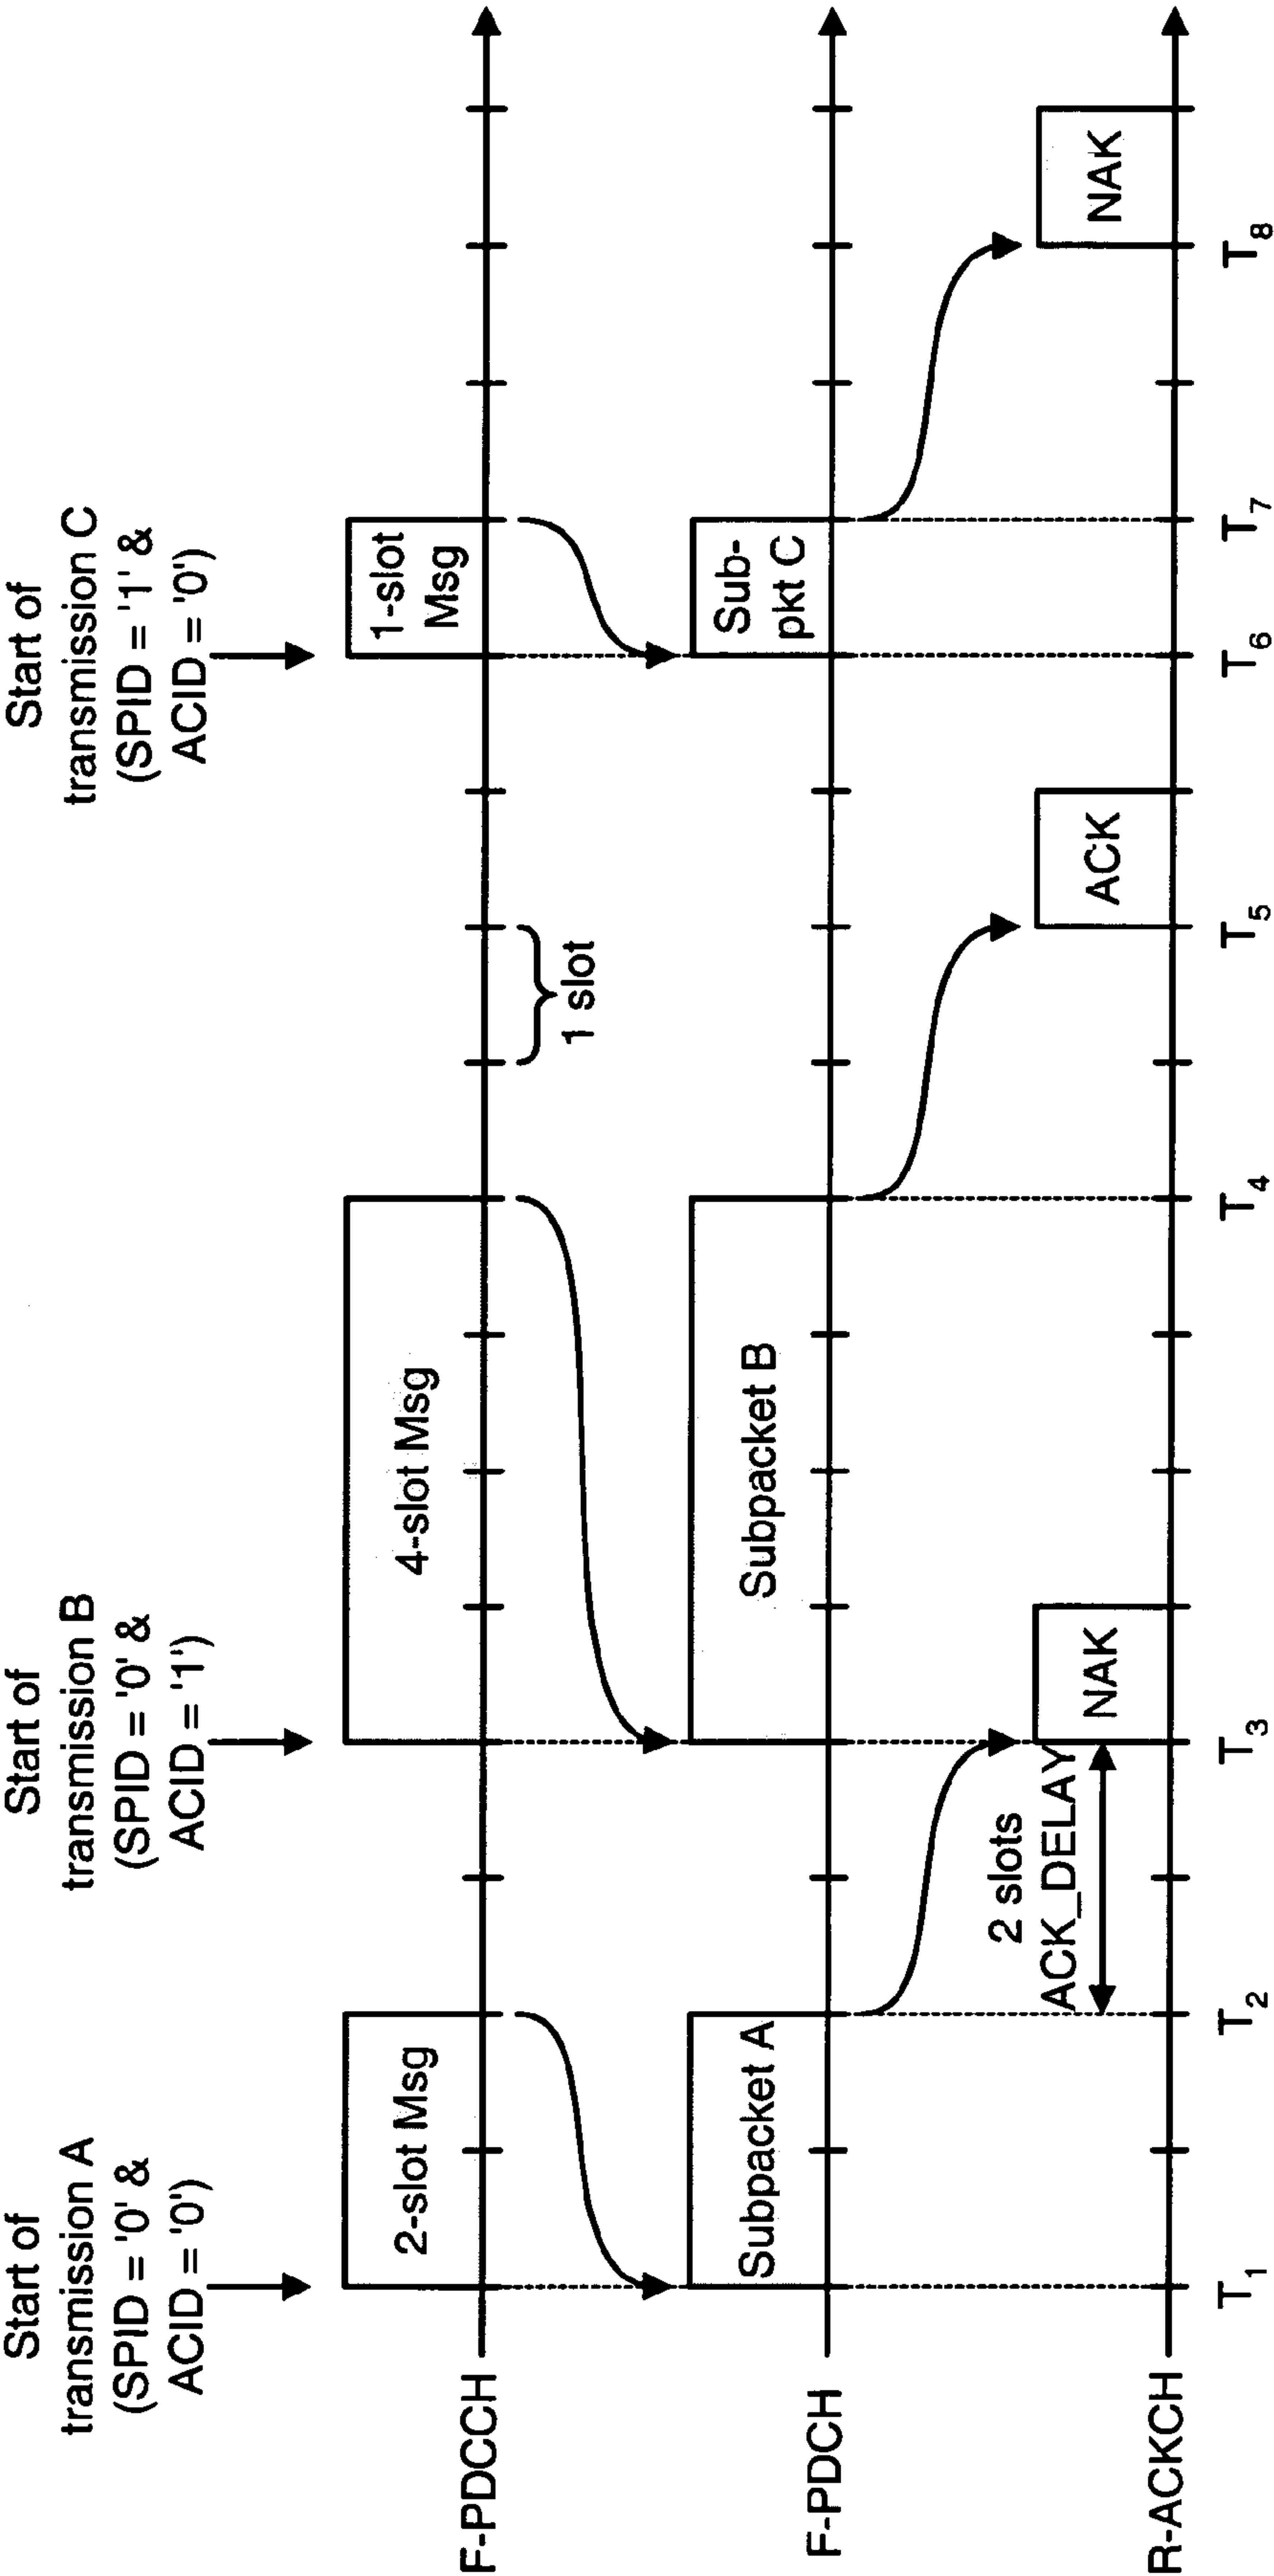 Start of
transmission A
(SPID = '0' &
ACID = '0')
Start of
transmission B
(SPID = '0' &
ACID = '1')
Start of
transmission C
(SPID = '1' &
ACID = '0')
F-PDCCH
2-slot Msg
4-slot Msg
1 slot
1-slot
Msg
F-PDCH
Subpacket A
Subpacket B
Sub-
pkt C
R-ACKCH
2 slots
ACK_DELAY
NAK
ACK
NAK
T1
T2
T3
T4
T5
T6
T7
T8